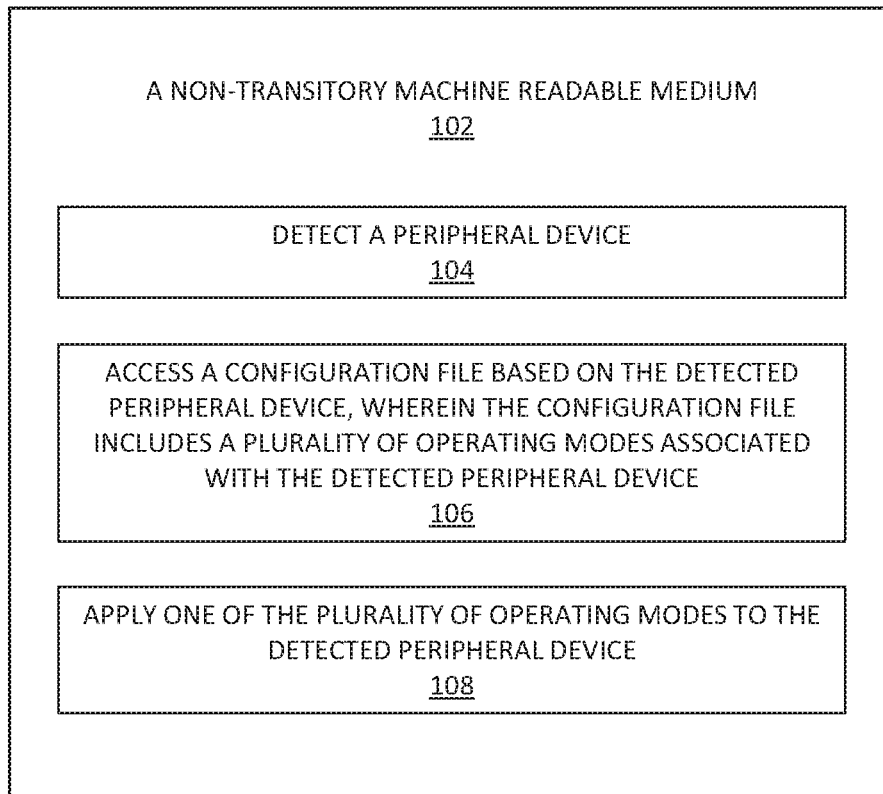 A NON-TRANSITORY MACHINE READABLE MEDIUM
102
DETECT A PERIPHERAL DEVICE
104
ACCESS A CONFIGURATION FILE BASED ON THE DETECTED
PERIPHERAL DEVICE, WHEREIN THE CONFIGURATION FILE
INCLUDES A PLURALITY OF OPERATING MODES ASSOCIATED
WITH THE DETECTED PERIPHERAL DEVICE
106
APPLY ONE OF THE PLURALITY OF OPERATING MODES TO THE
DETECTED PERIPHERAL DEVICE
108